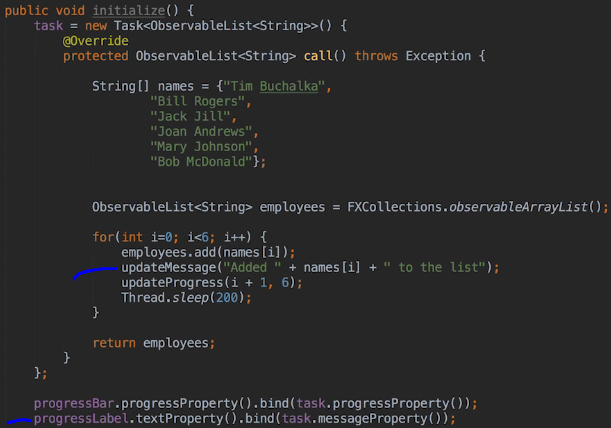 public void initialize() {
task = new Task<ObservableList<String>>() {
@Override
protected ObservableList<String> call() throws Exception {
String[] names = {"Tim Buchalka",
"Bill Rogers",
"Jack Jill",
"Joan Andrews",
"Mary Johnson",
"Bob McDonald"};
ObservableList<String> employees = FXCollections.observableArrayList();
for(int i=0; i<6; i++) {
employees.add(names[i]);
updateMessage("Added " + names[i] + " to the list");
updateProgress(i + 1, 6);
Thread.sleep(200);
}
return employees;
}
};
progressBar.progressProperty().bind(task.progressProperty());
progressLabel.textProperty().bind(task.messageProperty());